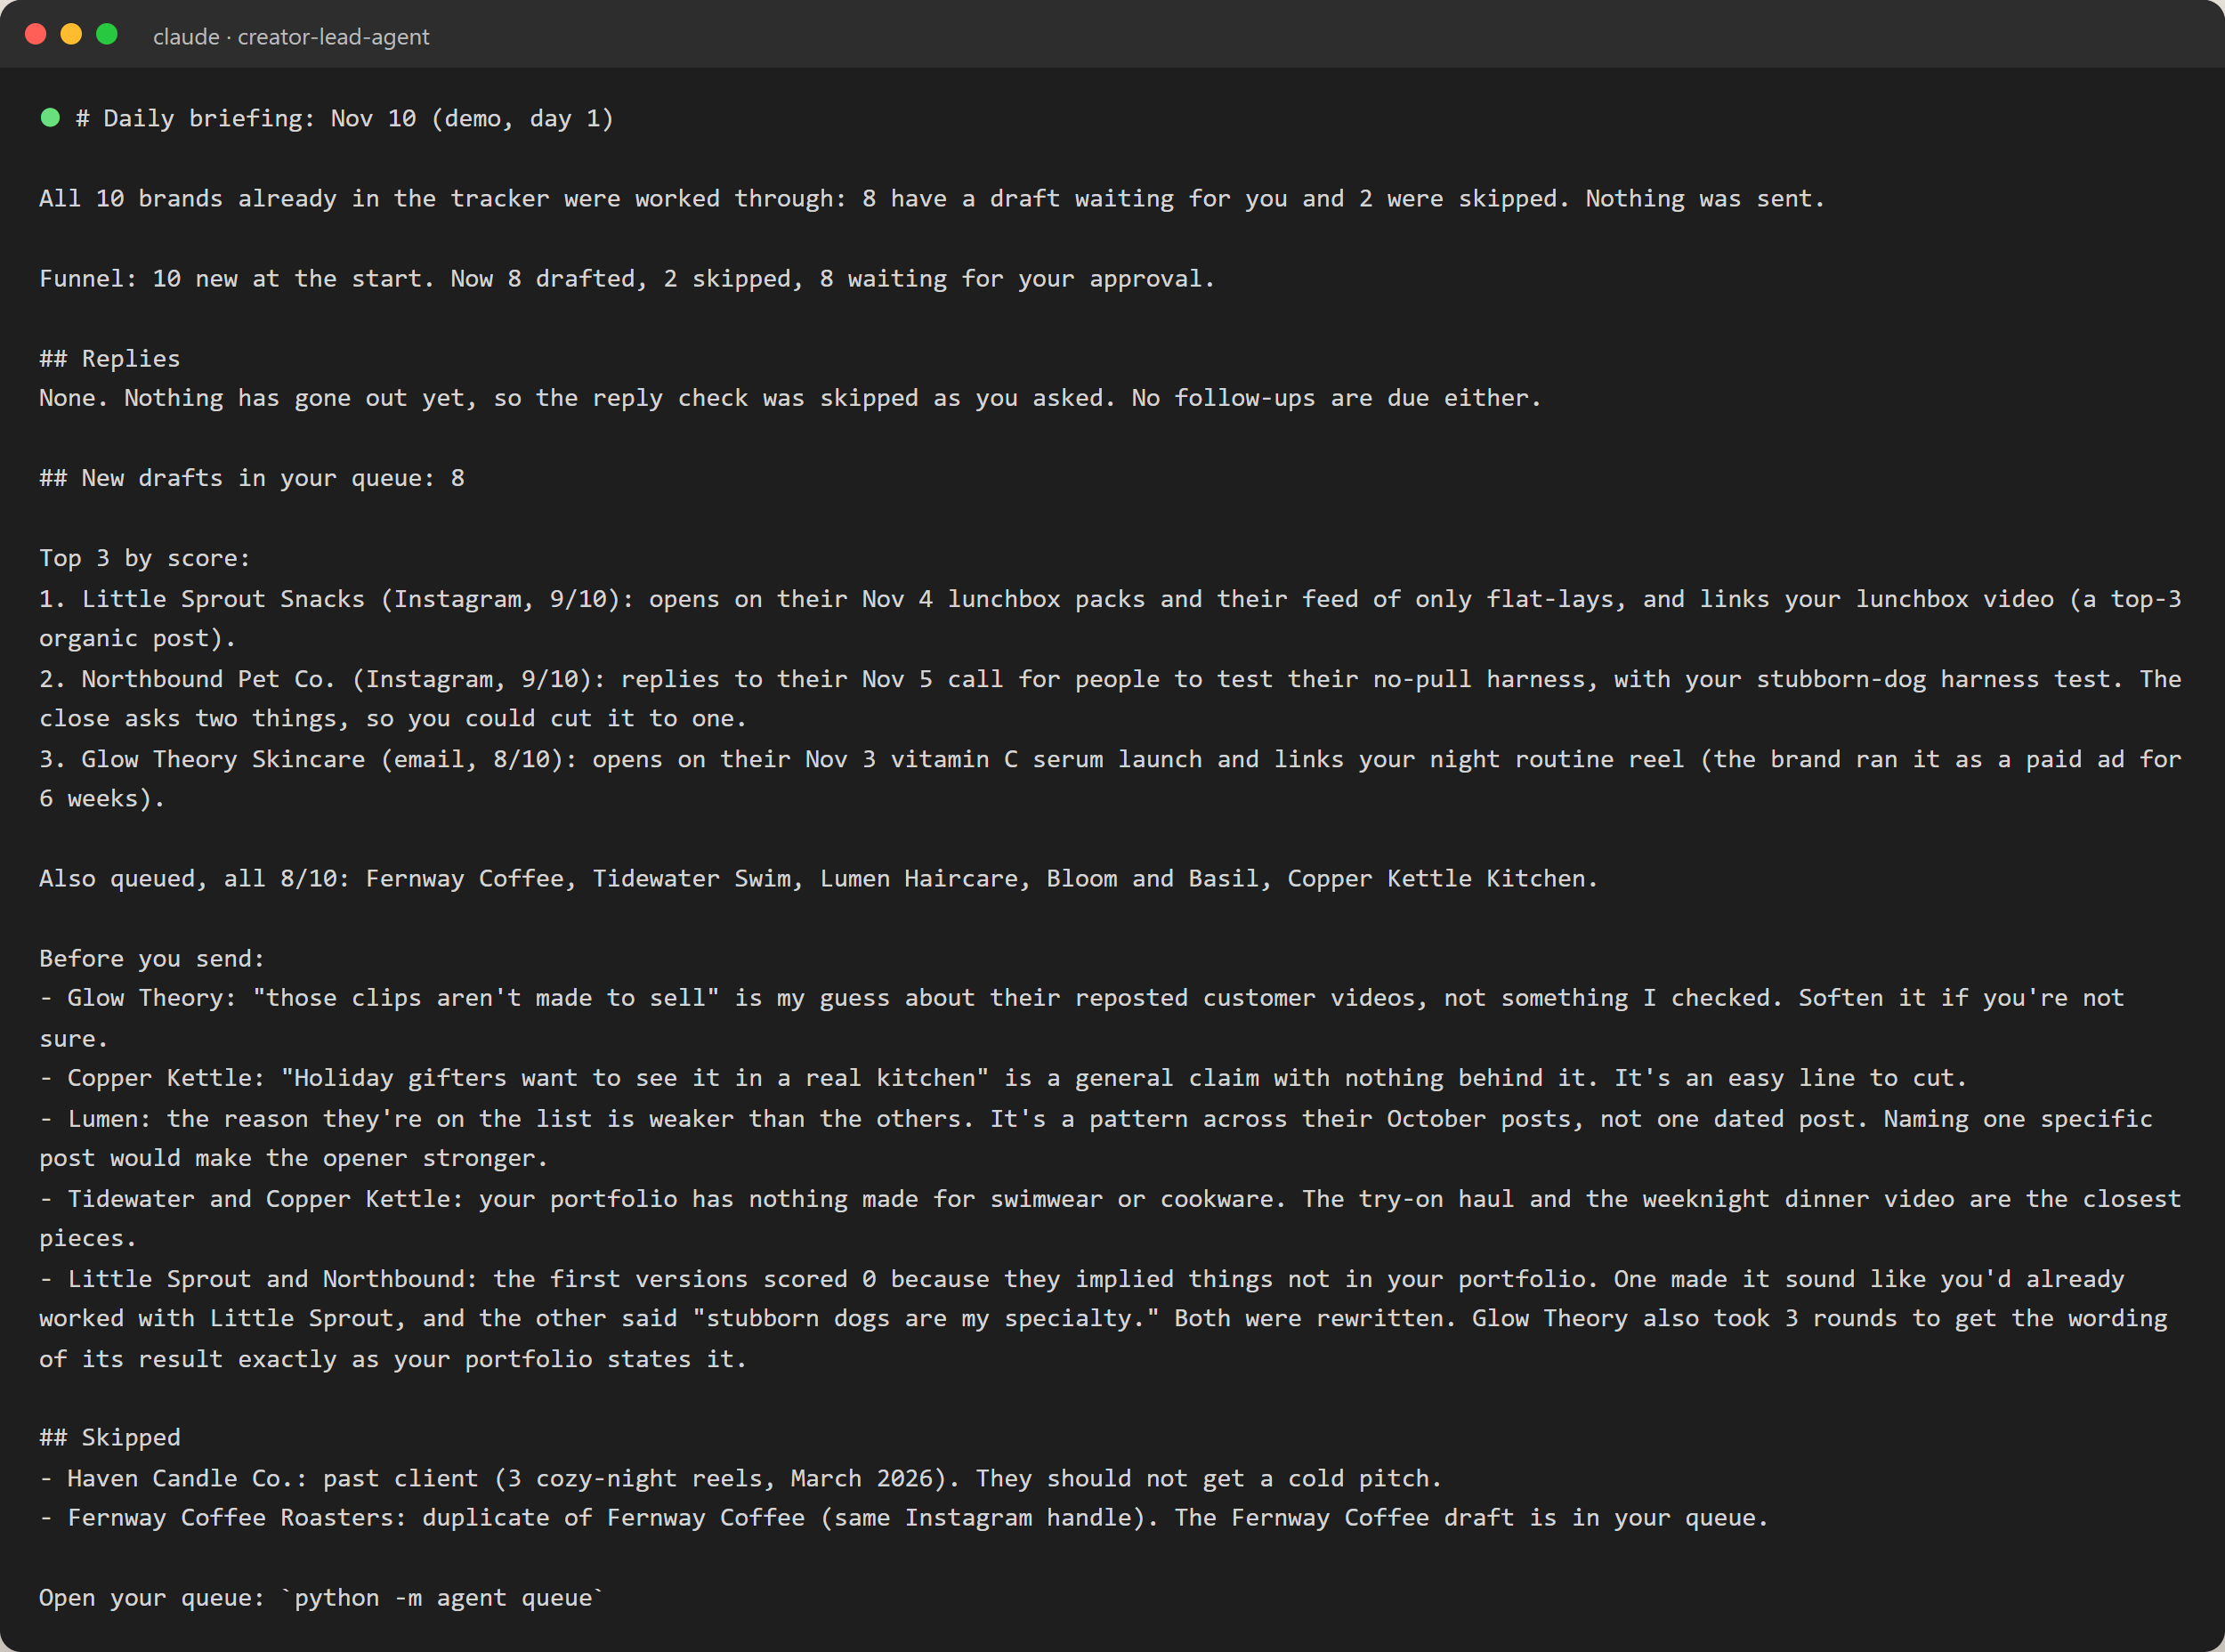 claude · creator-lead-agent
# Daily briefing: Nov 10 (demo, day 1)
All 10 brands already in the tracker were worked through: 8 have a draft waiting for you and 2 were skipped. Nothing was sent.
Funnel: 10 new at the start. Now 8 drafted, 2 skipped, 8 waiting for your approval.
## Replies
None. Nothing has gone out yet, so the reply check was skipped as you asked. No follow-ups are due either.
## New drafts in your queue: 8
Top 3 by score:
1. Little Sprout Snacks (Instagram, 9/10): opens on their Nov 4 lunchbox packs and their feed of only flat-lays, and links your lunchbox video (a top-3
organic post).
2. Northbound Pet Co. (Instagram, 9/10): replies to their Nov 5 call for people to test their no-pull harness, with your stubborn-dog harness test. The
close asks two things, so you could cut it to one.
3. Glow Theory Skincare (email, 8/10): opens on their Nov 3 vitamin C serum launch and links your night routine reel (the brand ran it as a paid ad for
6 weeks).
Also queued, all 8/10: Fernway Coffee, Tidewater Swim, Lumen Haircare, Bloom and Basil, Copper Kettle Kitchen.
Before you send:
- Glow Theory: "those clips aren't made to sell" is my guess about their reposted customer videos, not something I checked. Soften it if you're not
sure.
- Copper Kettle: "Holiday gifters want to see it in a real kitchen" is a general claim with nothing behind it. It's an easy line to cut.
- Lumen: the reason they're on the list is weaker than the others. It's a pattern across their October posts, not one dated post. Naming one specific
post would make the opener stronger.
- Tidewater and Copper Kettle: your portfolio has nothing made for swimwear or cookware. The try-on haul and the weeknight dinner video are the closest
pieces.
- Little Sprout and Northbound: the first versions scored 0 because they implied things not in your portfolio. One made it sound like you'd already
worked with Little Sprout, and the other said "stubborn dogs are my specialty." Both were rewritten. Glow Theory also took 3 rounds to get the wording
of its result exactly as your portfolio states it.
## Skipped
- Haven Candle Co.: past client (3 cozy-night reels, March 2026). They should not get a cold pitch.
- Fernway Coffee Roasters: duplicate of Fernway Coffee (same Instagram handle). The Fernway Coffee draft is in your queue.
Open your queue: `python -m agent queue`